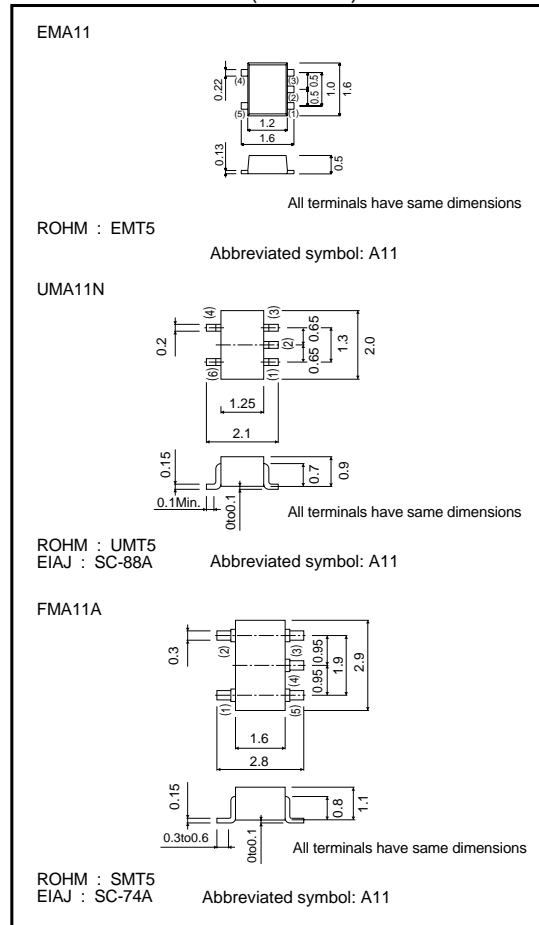 EMA11
0.22
(4)
(3)
(2)
(5)
(1)
0.5 0.5
1.0
1.6
1.2
1.6
0.13
0.5
All terminals have same dimensions
ROHM : EMT5
Abbreviated symbol: A11
UMA11N
(4)
(3)
0.2
(2)
0.65
0.65
1.3
2.0
(6)
(1)
1.25
2.1
0.15
0.7
0.9
0.1Min.
0to0.1
All terminals have same dimensions
ROHM : UMT5
EIAJ : SC-88A
Abbreviated symbol: A11
FMA11A
0.3
(2)
(3)
(4)
0.95
0.95
1.9
2.9
(1)
(5)
1.6
2.8
0.15
0.8
1.1
0.3to0.6
0to0.1
All terminals have same dimensions
ROHM : SMT5
EIAJ : SC-74A
Abbreviated symbol: A11